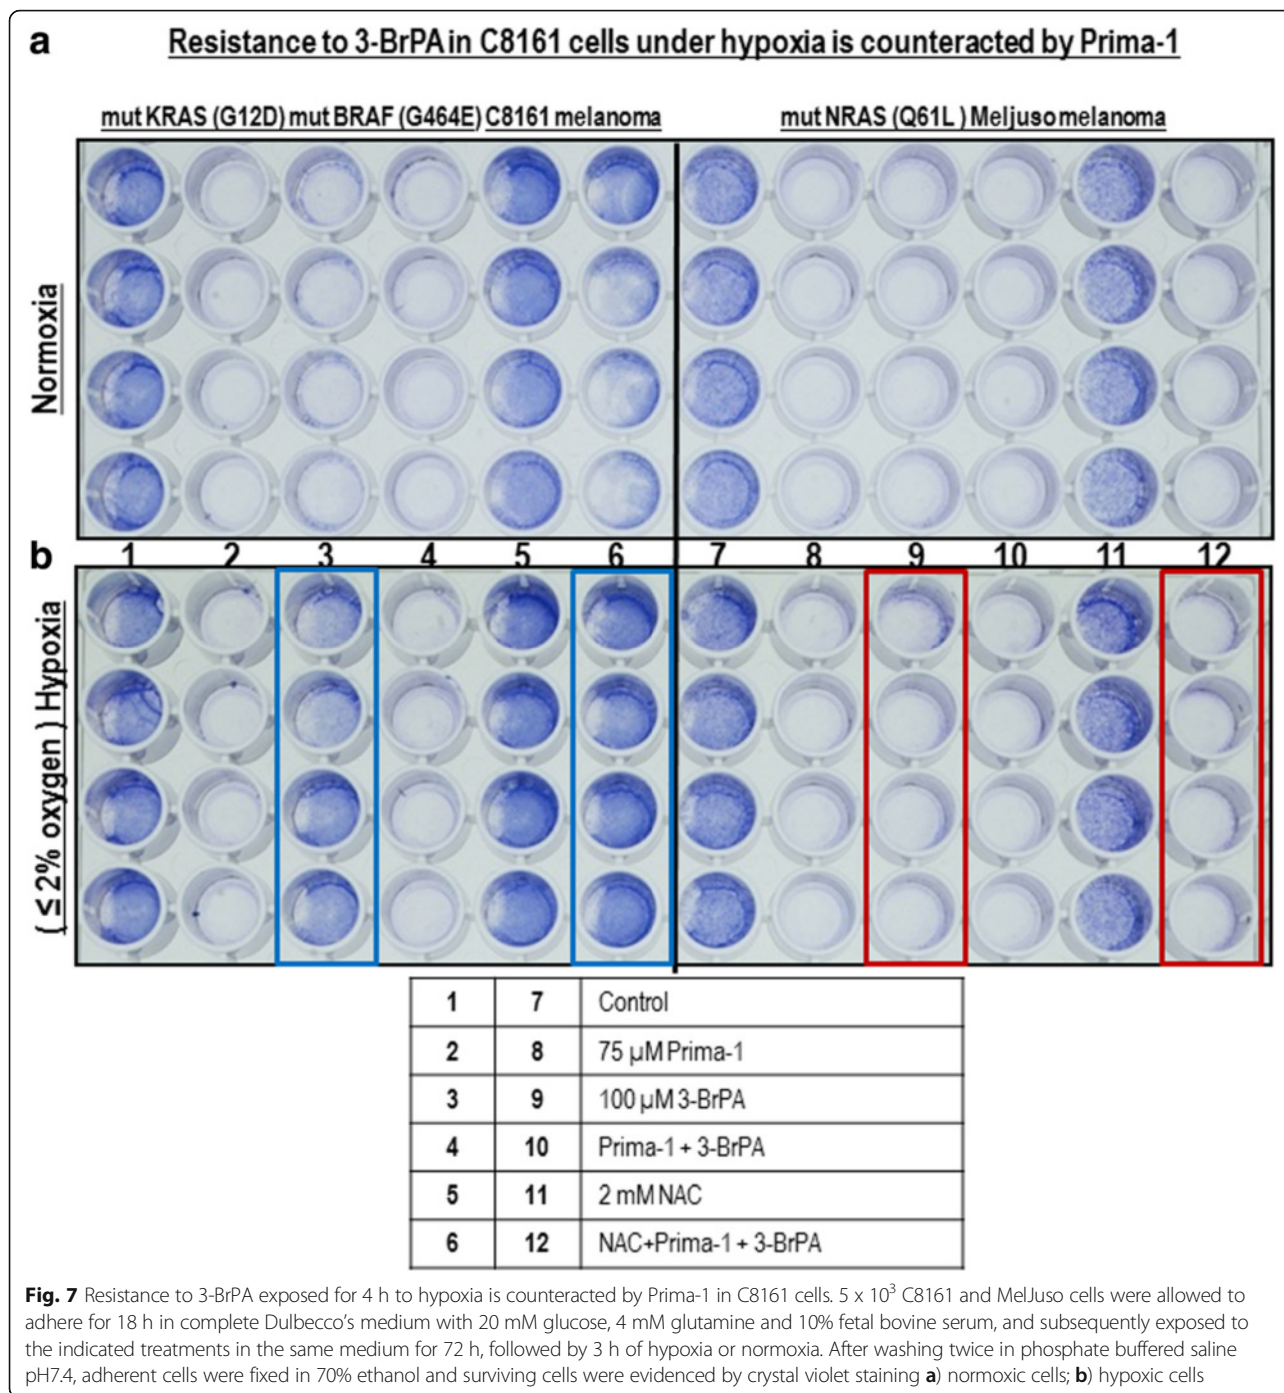 a
Resistance to 3-BrPA in C8161 cells under hypoxia is counteracted by Prima-1
mut KRAS (G12D) mut BRAF (G464E) C8161 melanoma
mut NRAS (Q61L ) Meljuso melanoma
Normoxia
b
1 2 3 4 5 6 7 8 9 10 11 12
( ≤ 2% oxygen ) Hypoxia
1 7 Control
2 8 75 µM Prima-1
3 9 100 µM 3-BrPA
4 10 Prima-1 + 3-BrPA
5 11 2 mM NAC
6 12 NAC+Prima-1 + 3-BrPA
Fig. 7 Resistance to 3-BrPA exposed for 4 h to hypoxia is counteracted by Prima-1 in C8161 cells. 5 x 10³ C8161 and MelJuso cells were allowed to
adhere for 18 h in complete Dulbecco's medium with 20 mM glucose, 4 mM glutamine and 10% fetal bovine serum, and subsequently exposed to
the indicated treatments in the same medium for 72 h, followed by 3 h of hypoxia or normoxia. After washing twice in phosphate buffered saline
pH7.4, adherent cells were fixed in 70% ethanol and surviving cells were evidenced by crystal violet staining a) normoxic cells; b) hypoxic cells